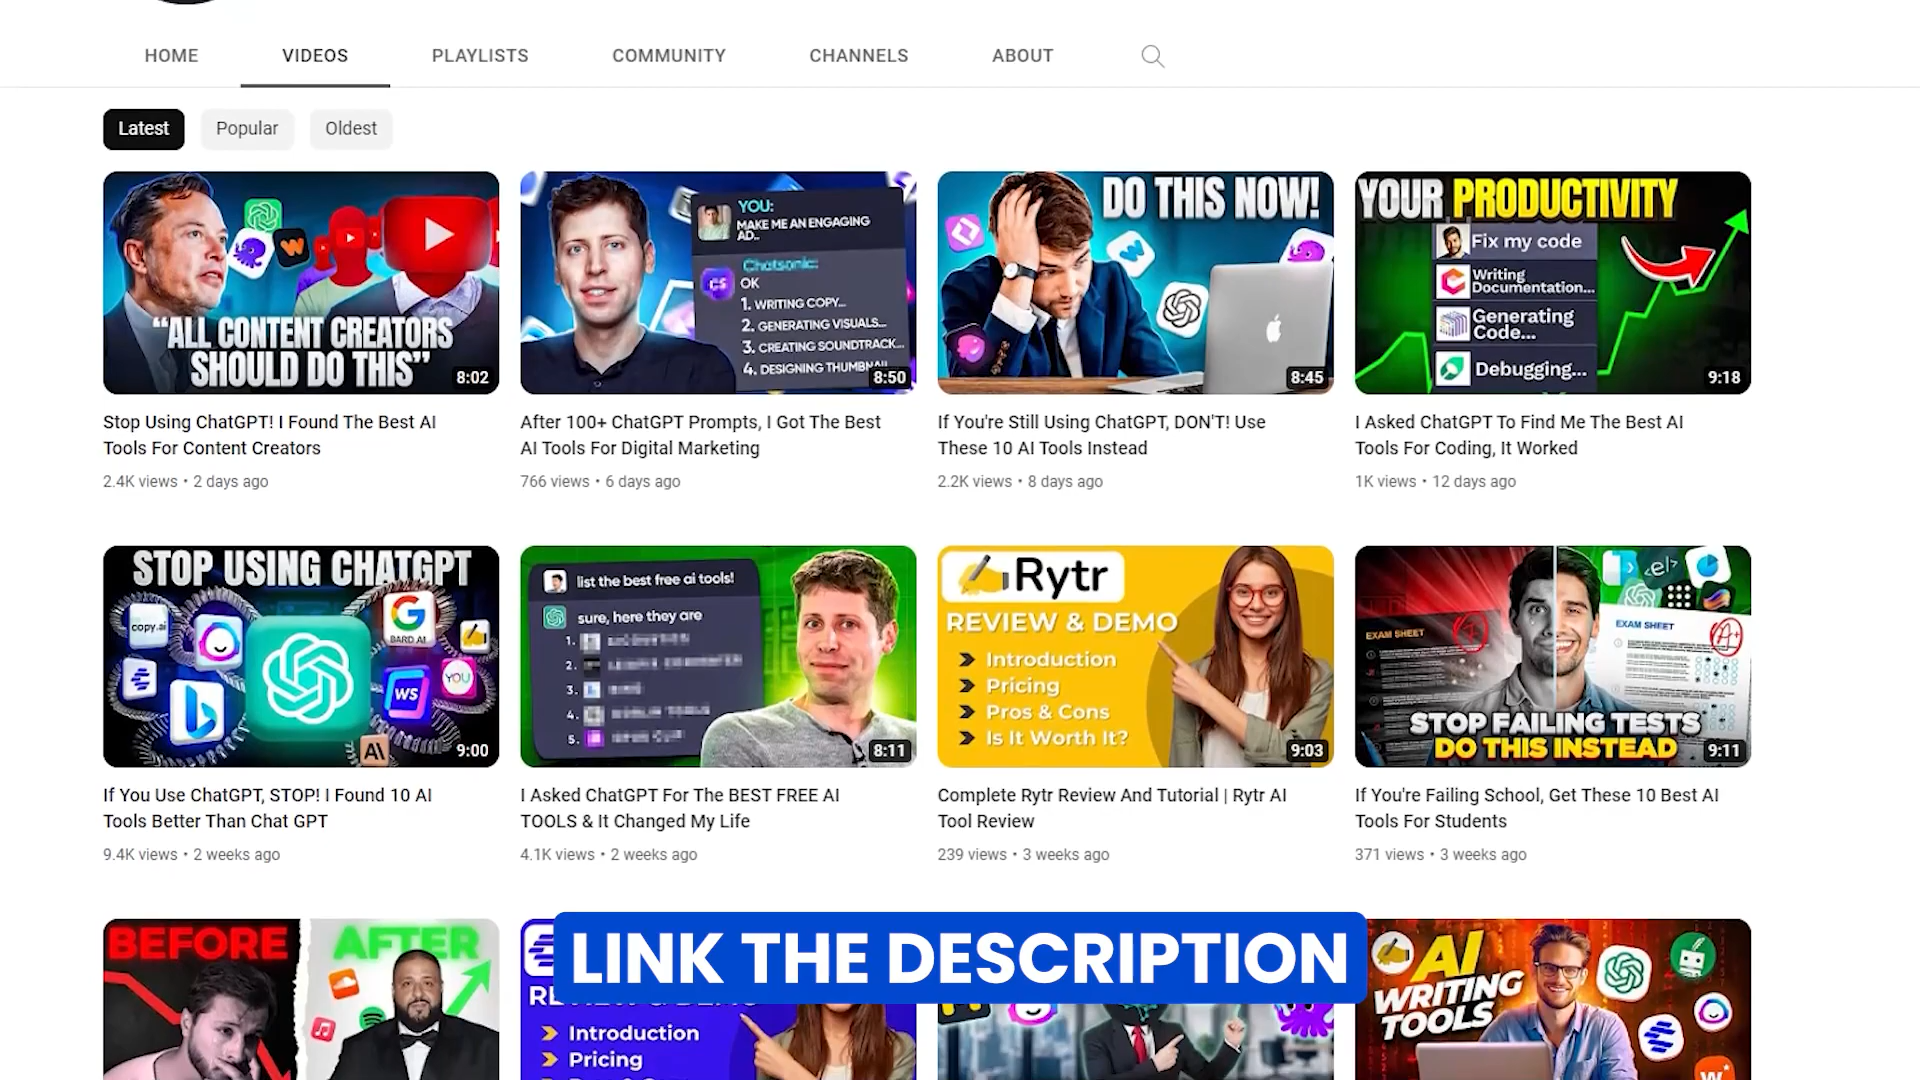 HOME
VIDEOS
PLAYLISTS
COMMUNITY
CHANNELS
ABOUT
Latest
Popular
Oldest
"ALL CONTENT CREATORS
SHOULD DO THIS"
8:02
YOU:
MAKE ME AN ENGAGING
AD..
Chatsonic:
CS
OK
1. WRITING COPY...
2. GENERATING VISUALS...
3. CREATING SOUNDTRACK...
4. DESIGNING THUMBNAIL
8:50
DO THIS NOW!
8:45
YOUR PRODUCTIVITY
Fix my code
Writing
Documentation...
Generating
Code...
Debugging...
9:18
Stop Using ChatGPT! I Found The Best AI
Tools For Content Creators
2.4K views • 2 days ago
After 100+ ChatGPT Prompts, I Got The Best
AI Tools For Digital Marketing
766 views • 6 days ago
If You're Still Using ChatGPT, DON'T! Use
These 10 AI Tools Instead
2.2K views • 8 days ago
I Asked ChatGPT To Find Me The Best AI
Tools For Coding, It Worked
1K views • 12 days ago
STOP USING CHATGPT
copy.ai
G
BARD AI
WS
YOU
AI
9:00
list the best free ai tools!
sure, here they are
1.
2.
3.
4.
5.
8:11
Rytr
REVIEW & DEMO
Introduction
Pricing
Pros & Cons
Is It Worth It?
9:03
<el>
EXAM SHEET
EXAM SHEET
A+
STOP FAILING TESTS
DO THIS INSTEAD
9:11
If You Use ChatGPT, STOP! I Found 10 AI
Tools Better Than Chat GPT
9.4K views • 2 weeks ago
I Asked ChatGPT For The BEST FREE AI
TOOLS & It Changed My Life
4.1K views • 2 weeks ago
Complete Rytr Review And Tutorial | Rytr AI
Tool Review
239 views • 3 weeks ago
If You're Failing School, Get These 10 Best AI
Tools For Students
371 views • 3 weeks ago
BEFORE
AFTER
LINK THE DESCRIPTION
Introduction
Pricing
AI
WRITING
TOOLS